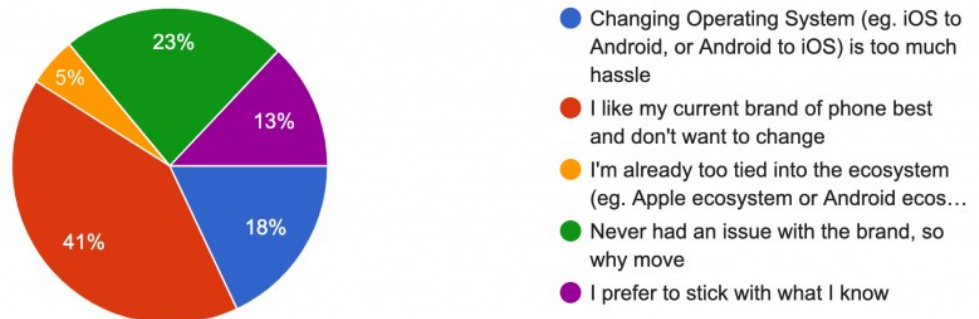 23%
5%
13%
41%
18%
Changing Operating System (eg. iOS to
Android, or Android to iOS) is too much
hassle
I like my current brand of phone best
and don't want to change
I'm already too tied into the ecosystem
(eg. Apple ecosystem or Android ecos…
Never had an issue with the brand, so
why move
I prefer to stick with what I know